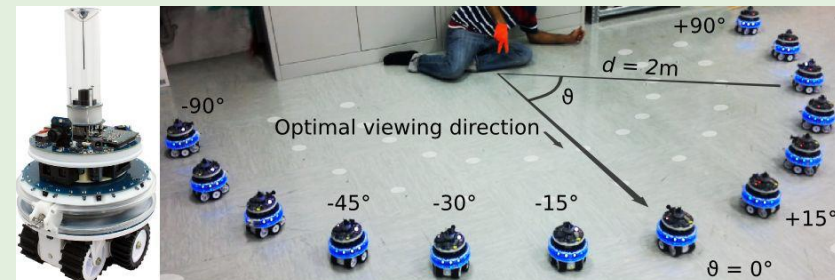 +90°
d = 2m
ϑ
-90°
Optimal viewing direction
-45°
-30°
-15°
+15°
ϑ = 0°